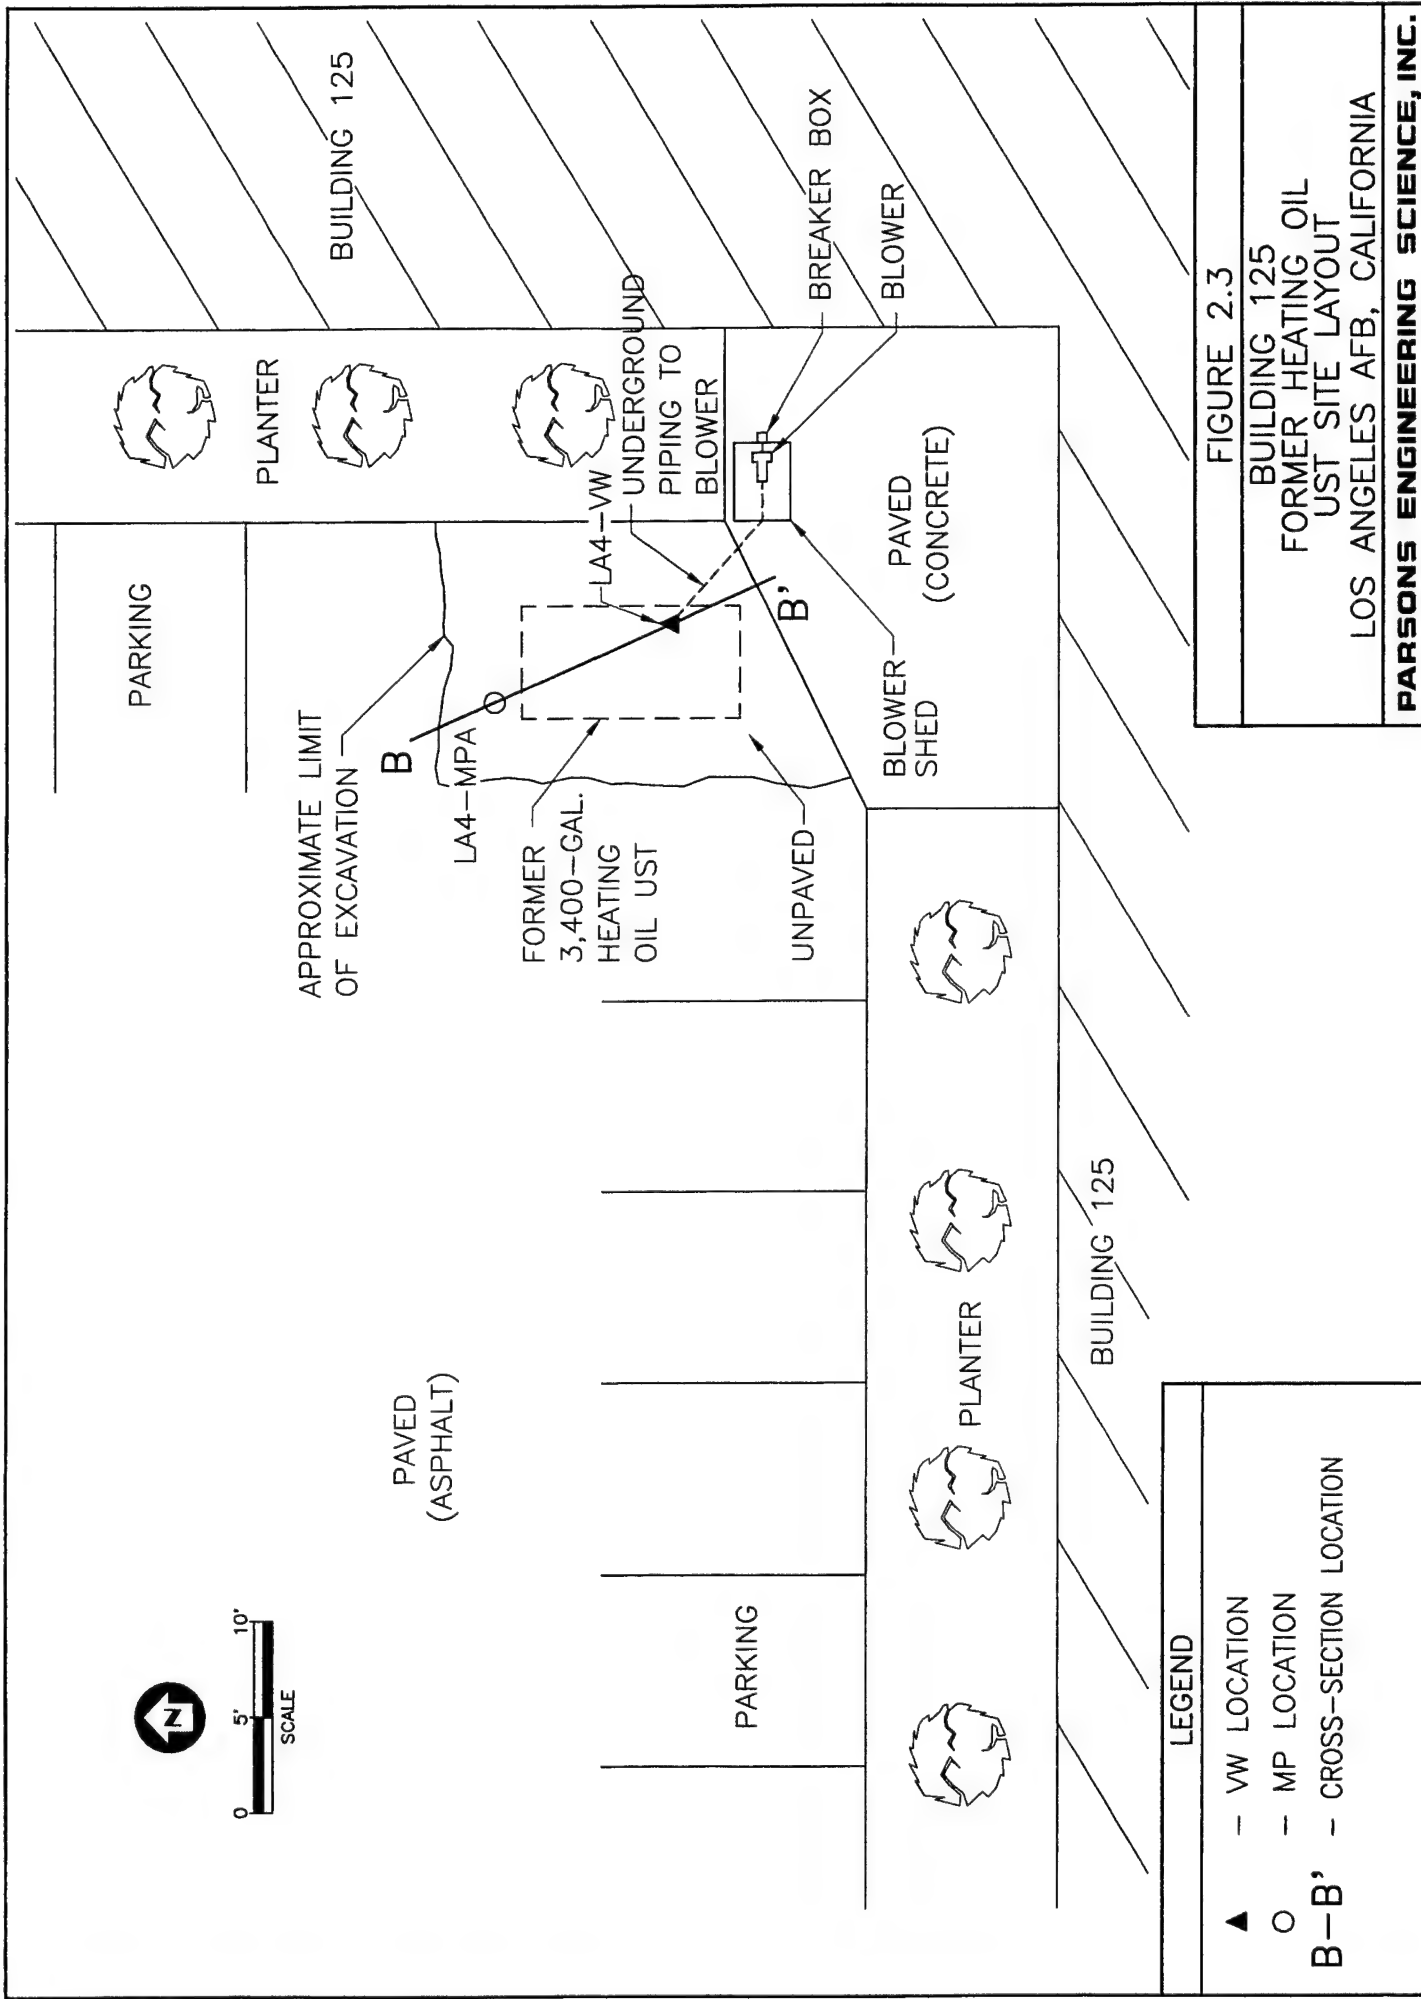 N
0 5' 10'
SCALE
PAVED
(ASPHALT)
APPROXIMATE LIMIT
OF EXCAVATION
PARKING
PLANTER
BUILDING 125
B
LA4-MPA
FORMER
3,400-GAL.
HEATING
OIL UST
UNPAVED
LA4-VW
UNDERGROUND
PIPING TO
BLOWER
B'
BREAKER BOX
BLOWER
PAVED
(CONCRETE)
BLOWER
SHED
PARKING
PLANTER
BUILDING 125
LEGEND
– VW LOCATION
– MP LOCATION
B–B' – CROSS–SECTION LOCATION
FIGURE 2.3
BUILDING 125
FORMER HEATING OIL
UST SITE LAYOUT
LOS ANGELES AFB, CALIFORNIA
PARSONS ENGINEERING SCIENCE, INC.